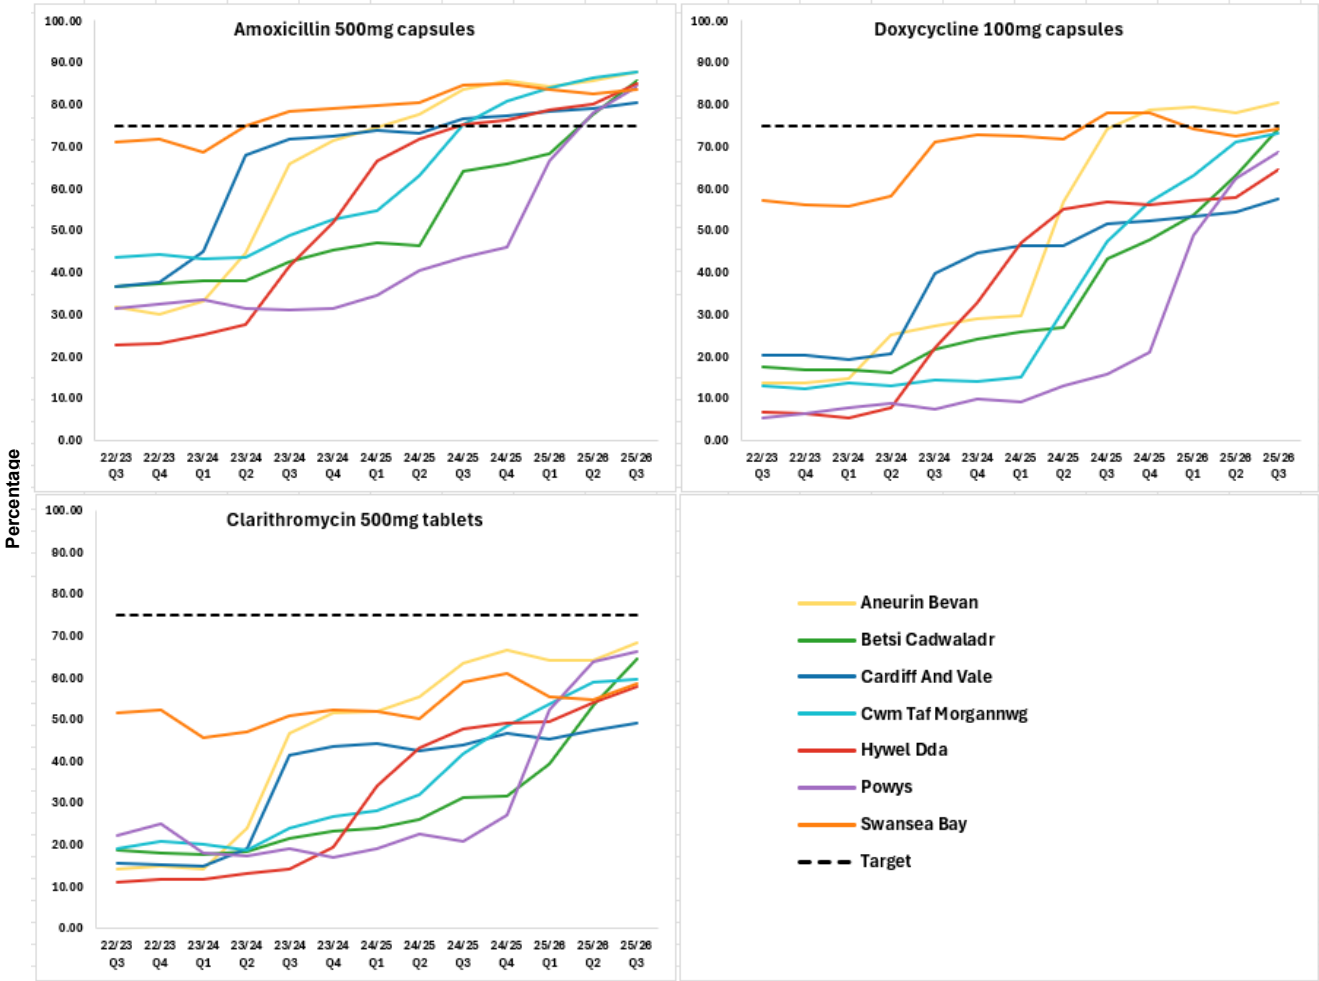 Percentage
Amoxicillin 500mg capsules
100.00
90.00
80.00
70.00
60.00
50.00
40.00
30.00
20.00
10.00
0.00
22/23 22/23 23/24 23/24 23/24 23/24 24/25 24/25 24/25 24/25 25/26 25/26 25/26
Q3 Q4 Q1 Q2 Q3 Q4 Q1 Q2 Q3 Q4 Q1 Q2 Q3
Doxycycline 100mg capsules
100.00
90.00
80.00
70.00
60.00
50.00
40.00
30.00
20.00
10.00
0.00
22/23 22/23 23/24 23/24 23/24 23/24 24/25 24/25 24/25 24/25 25/26 25/26 25/26
Q3 Q4 Q1 Q2 Q3 Q4 Q1 Q2 Q3 Q4 Q1 Q2 Q3
Clarithromycin 500mg tablets
100.00
90.00
80.00
70.00
60.00
50.00
40.00
30.00
20.00
10.00
0.00
22/23 22/23 23/24 23/24 23/24 23/24 24/25 24/25 24/25 24/25 25/26 25/26 25/26
Q3 Q4 Q1 Q2 Q3 Q4 Q1 Q2 Q3 Q4 Q1 Q2 Q3
Aneurin Bevan
Betsi Cadwaladr
Cardiff And Vale
Cwm Taf Morgannwg
Hywel Dda
Powys
Swansea Bay
Target